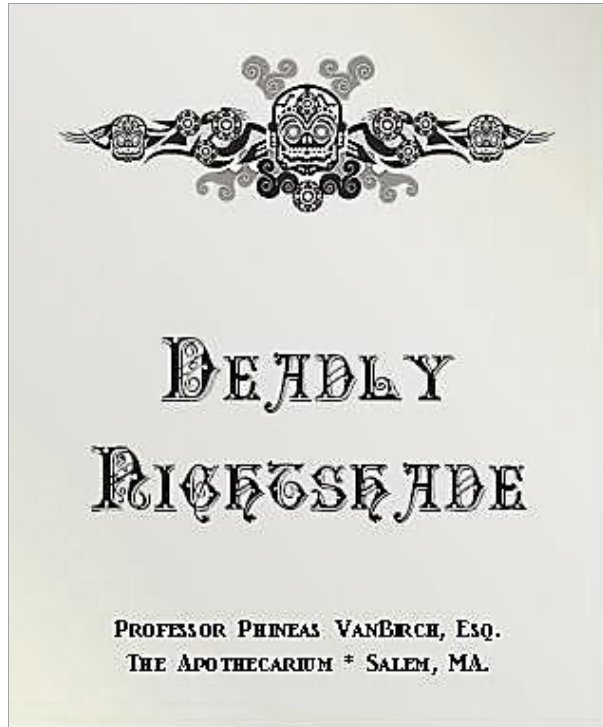 Deadly
Nightshade
Professor Phineas VanBirch, Esq.
The Apothecarium * Salem, MA.